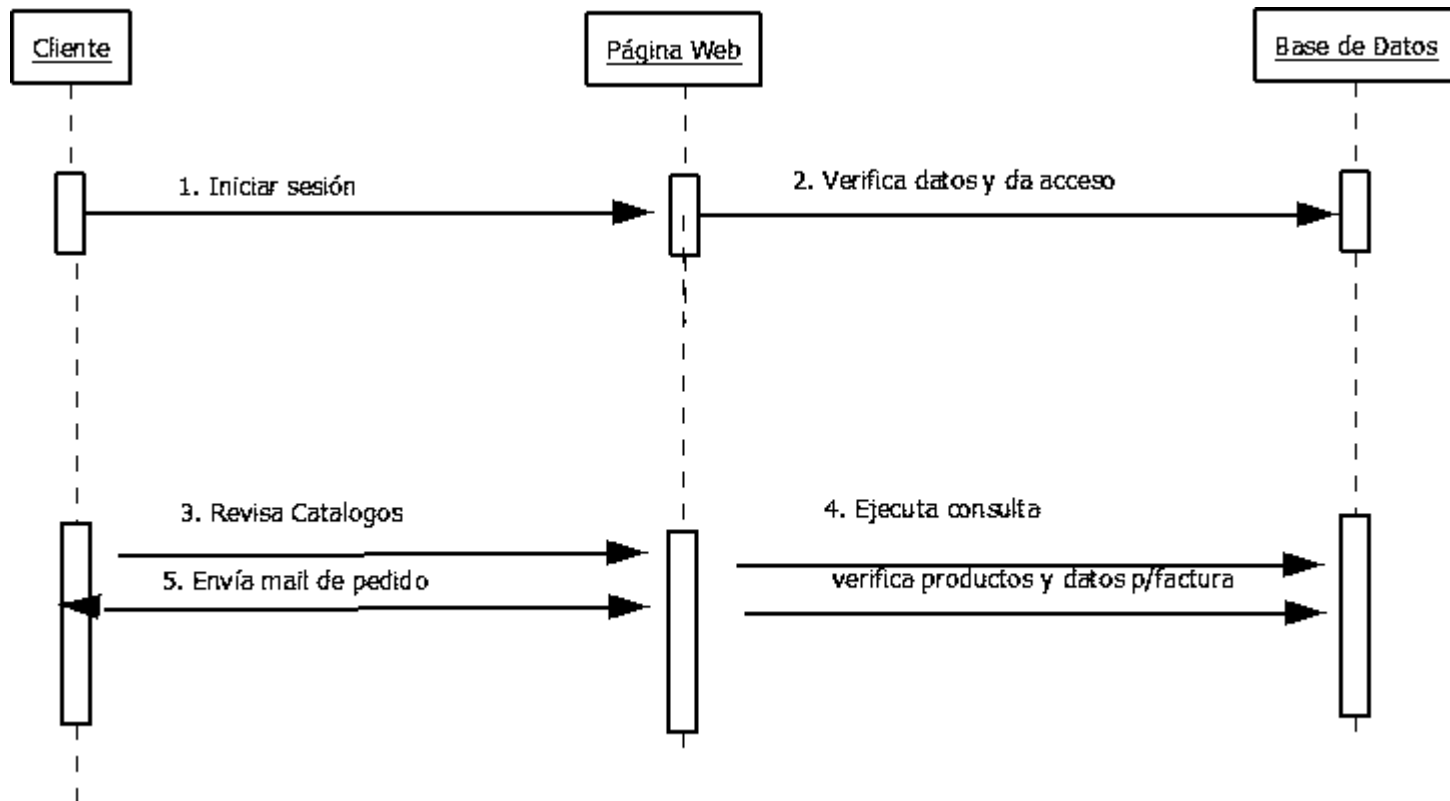 Cliente
Página Web
Base de Datos
1. Iniciar sesión
2. Verifica datos y da acceso
3. Revisa Catalogos
4. Ejecuta consulta
5. Envía mail de pedido
verifica productos y datos p/factura